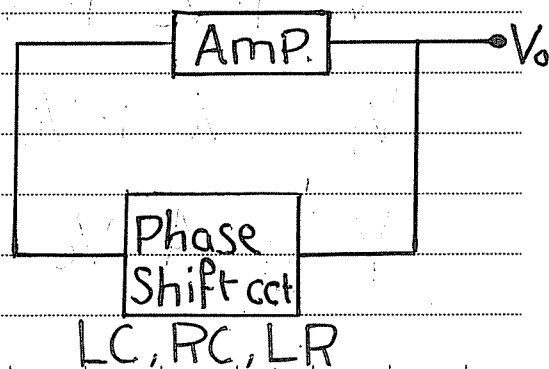 Amp.
Vo
Phase
Shift cct
LC, RC, LR